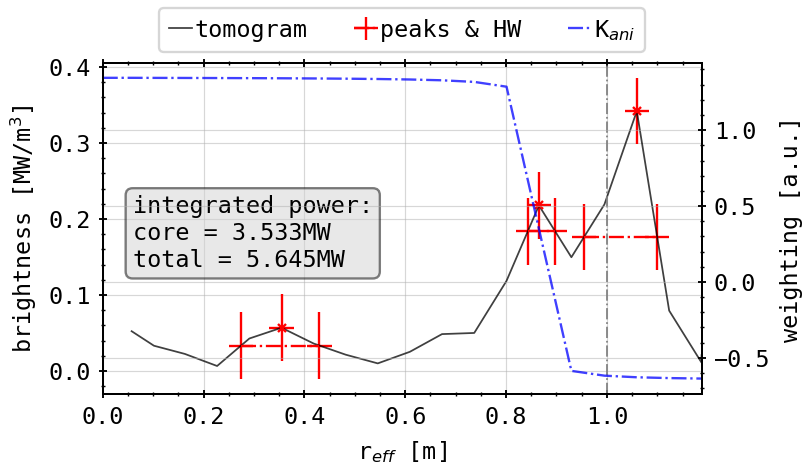 tomogram peaks & HW K_ani
0.4
0.3
0.2
0.1
0.0
brightness [MW/m³]
integrated power:
core = 3.533MW
total = 5.645MW
1.0
0.5
0.0
−0.5
weighting [a.u.]
0.0 0.2 0.4 0.6 0.8 1.0
r_eff [m]